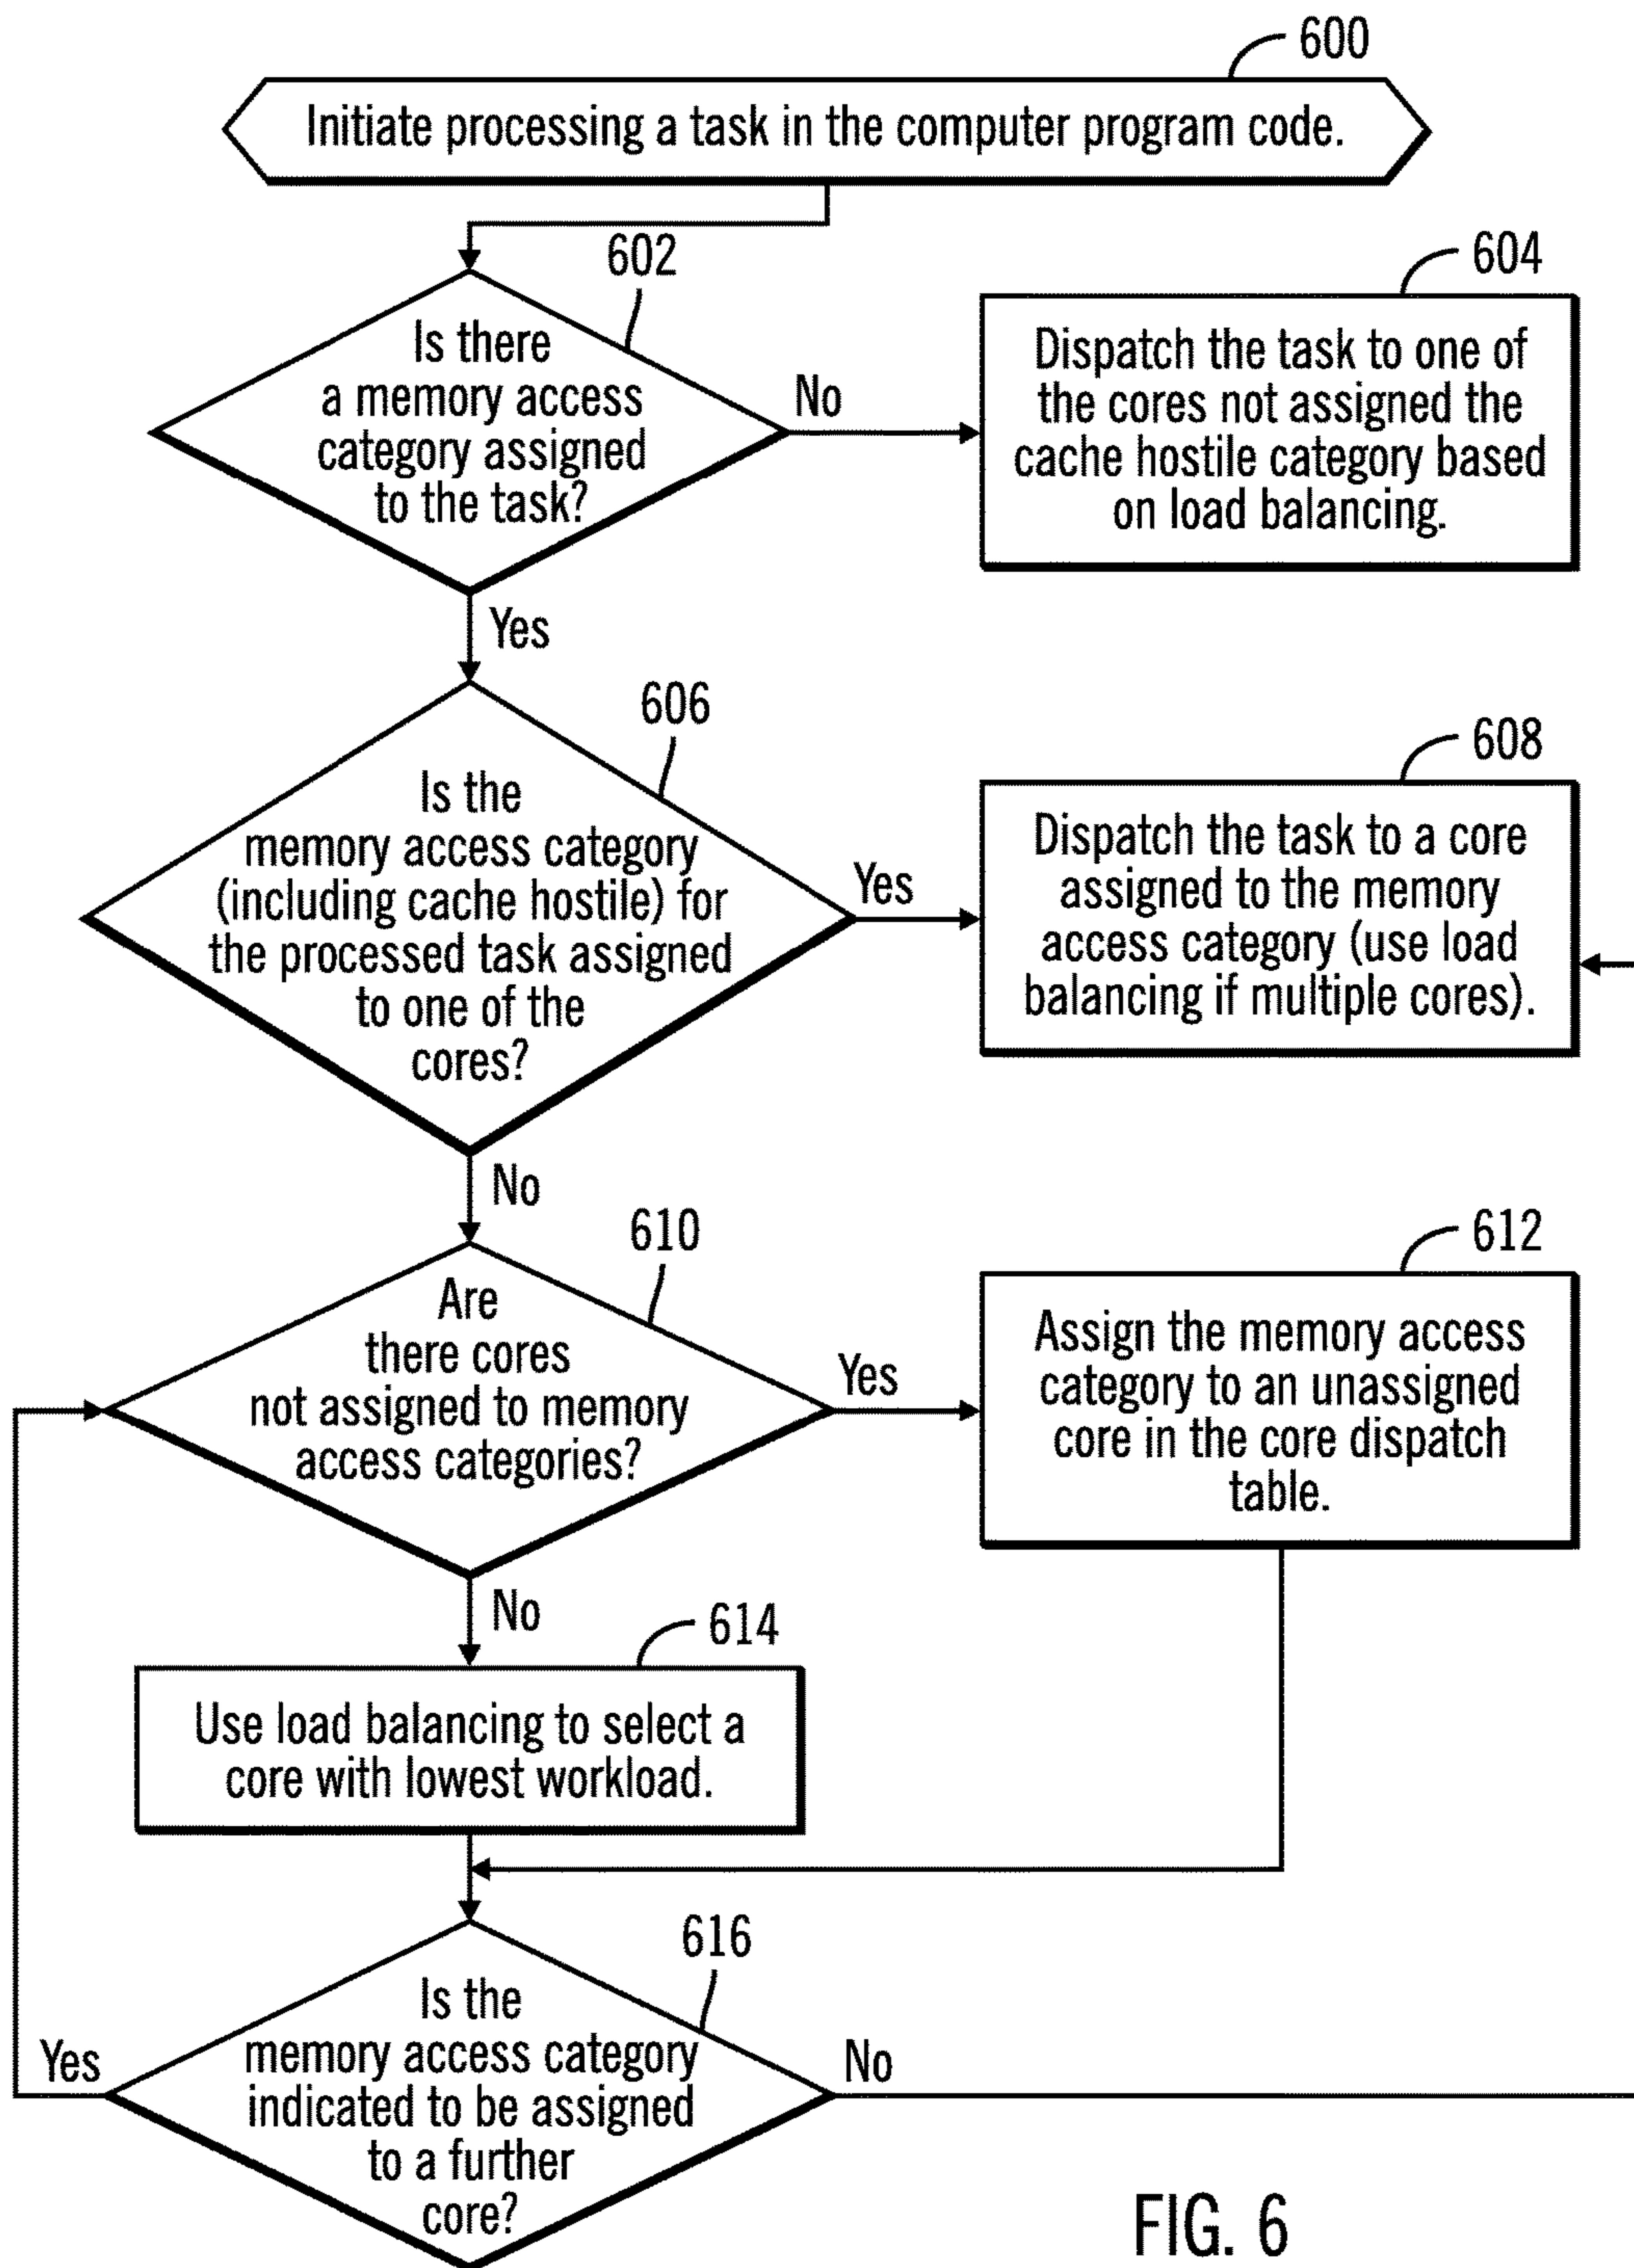 600
Initiate processing a task in the computer program code.
602
Is there
a memory access
category assigned
to the task?
No
604
Dispatch the task to one of
the cores not assigned the
cache hostile category based
on load balancing.
Yes
606
Is the
memory access category
(including cache hostile) for
the processed task assigned
to one of the
cores?
Yes
608
Dispatch the task to a core
assigned to the memory
access category (use load
balancing if multiple cores).
No
610
Are
there cores
not assigned to memory
access categories?
Yes
612
Assign the memory access
category to an unassigned
core in the core dispatch
table.
No
614
Use load balancing to select a
core with lowest workload.
616
Is the
memory access category
indicated to be assigned
to a further
core?
Yes
No
FIG. 6